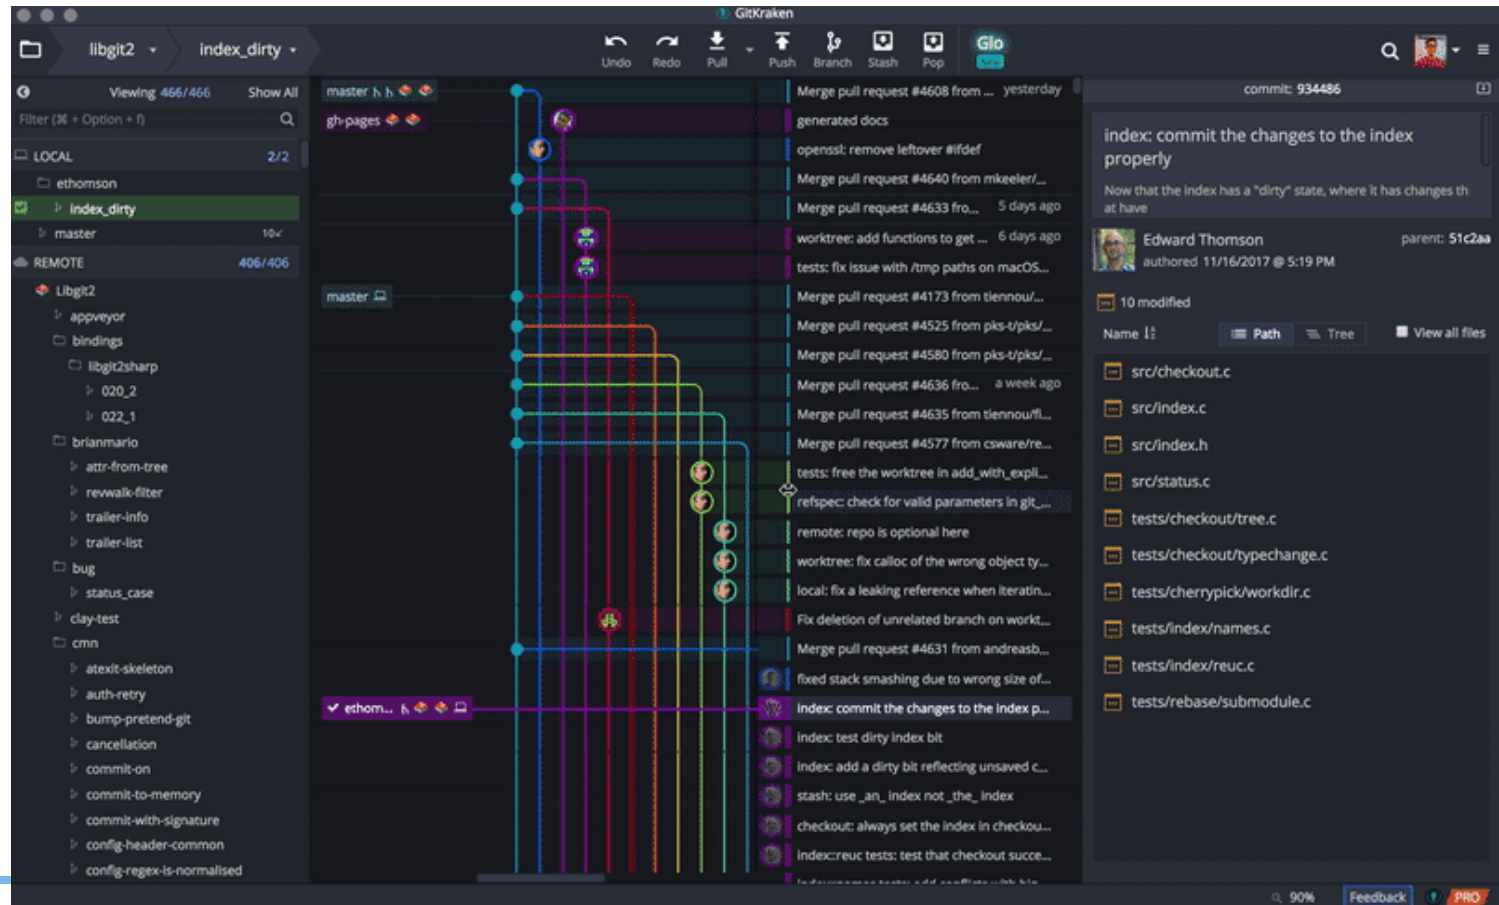 GitKraken
libgit2
index_dirty
Undo
Redo
Pull
Push
Branch
Stash
Pop
Glo
Viewing 466/466 Show All
Filter (⌘ + Option + f)
LOCAL 2/2
ethomson
index_dirty
master 10
REMOTE 406/406
Libgit2
appveyor
bindings
libgit2sharp
020_2
022_1
brianmario
attr-from-tree
revwalk-filter
trailer-info
trailer-list
bug
status_case
clay-test
cmn
atexit-skeleton
auth-retry
bump-pretend-git
cancellation
commit-on
commit-to-memory
commit-with-signature
config-header-common
config-regex-is-normalised
master
gh-pages
master
ethom...
Merge pull request #4608 from ... yesterday
generated docs
openssl: remove leftover #ifdef
Merge pull request #4640 from mkeeler/...
Merge pull request #4633 fro... 5 days ago
worktree: add functions to get ... 6 days ago
tests: fix issue with /tmp paths on macOS...
Merge pull request #4173 from tiennou/...
Merge pull request #4525 from pks-t/pks/...
Merge pull request #4580 from pks-t/pks/...
Merge pull request #4636 fro... a week ago
Merge pull request #4635 from tiennou/fi...
Merge pull request #4577 from csware/re...
tests: free the worktree in add_with_expli...
refspec: check for valid parameters in git_...
remote: repo is optional here
worktree: fix calloc of the wrong object ty...
local: fix a leaking reference when iteratin...
Fix deletion of unrelated branch on workt...
Merge pull request #4631 from andreasb...
fixed stack smashing due to wrong size of...
index: commit the changes to the index p...
index: test dirty index bit
index: add a dirty bit reflecting unsaved c...
stash: use _an_ index not _the_ index
checkout: always set the index in checkou...
index::reuc tests: test that checkout succe...
commit: 934486
index: commit the changes to the index
properly
Now that the index has a "dirty" state, where it has changes th
at have
Edward Thomson parent: 51c2aa
authored 11/16/2017 @ 5:19 PM
10 modified
Name Path Tree View all files
src/checkout.c
src/index.c
src/index.h
src/status.c
tests/checkout/tree.c
tests/checkout/typechange.c
tests/cherrypick/workdir.c
tests/index/names.c
tests/index/reuc.c
tests/rebase/submodule.c
90% Feedback PRO